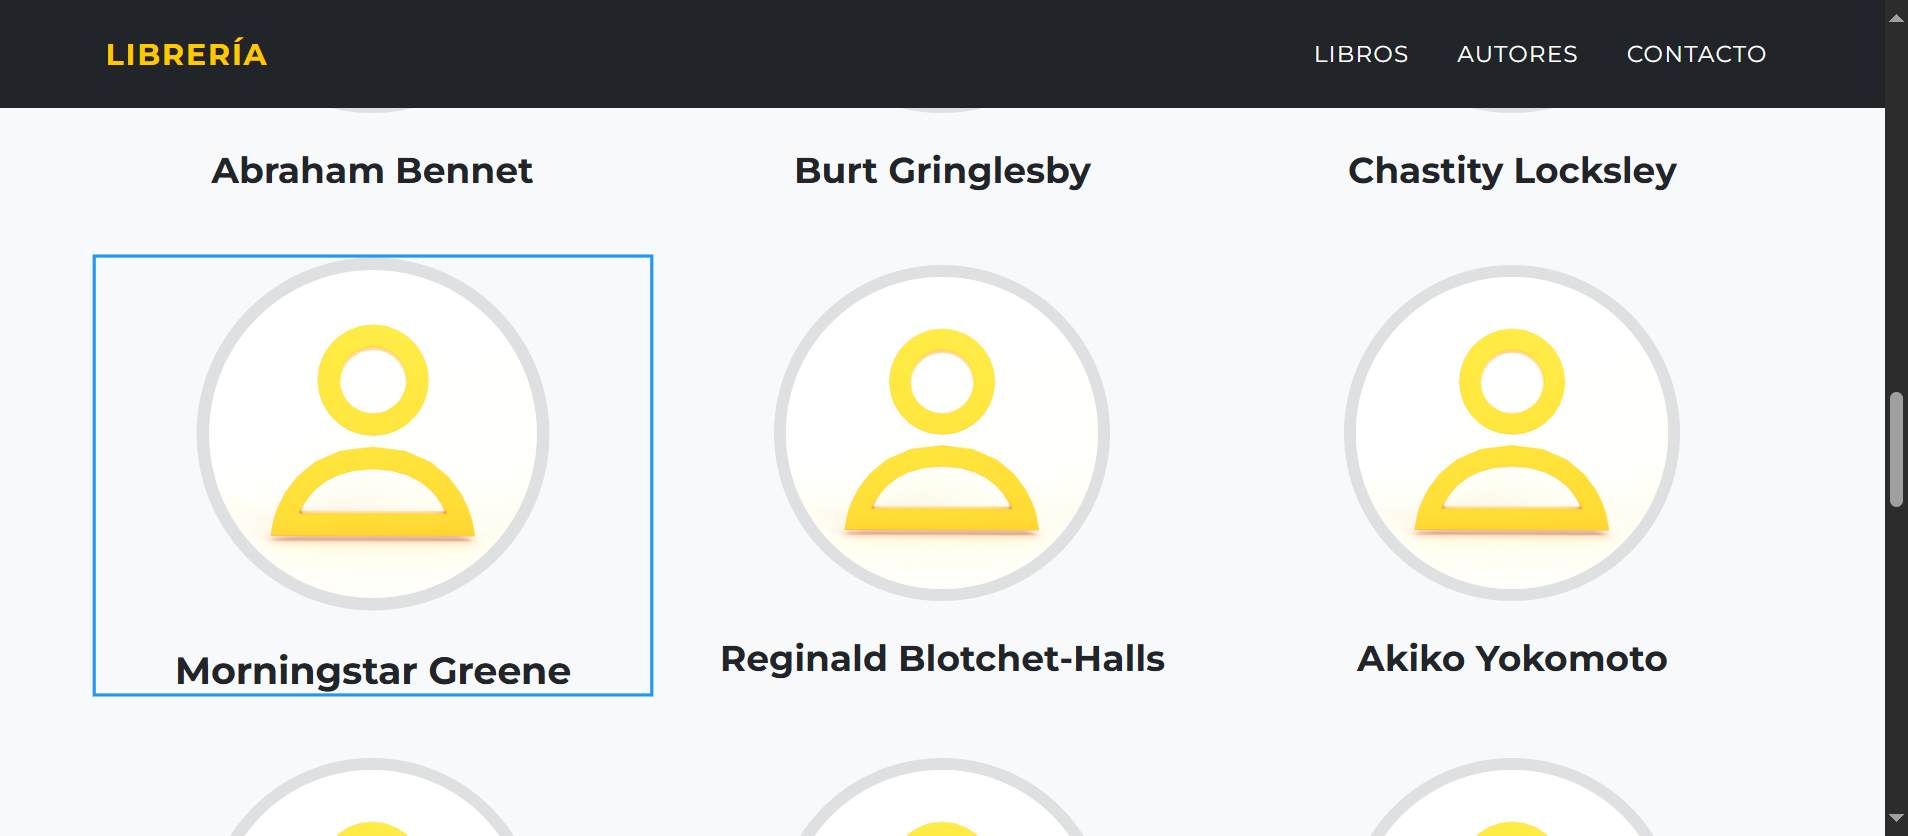 LIBRERÍA
LIBROS AUTORES CONTACTO
Abraham Bennet
Burt Gringlesby
Chastity Locksley
Morningstar Greene
Reginald Blotchet-Halls
Akiko Yokomoto